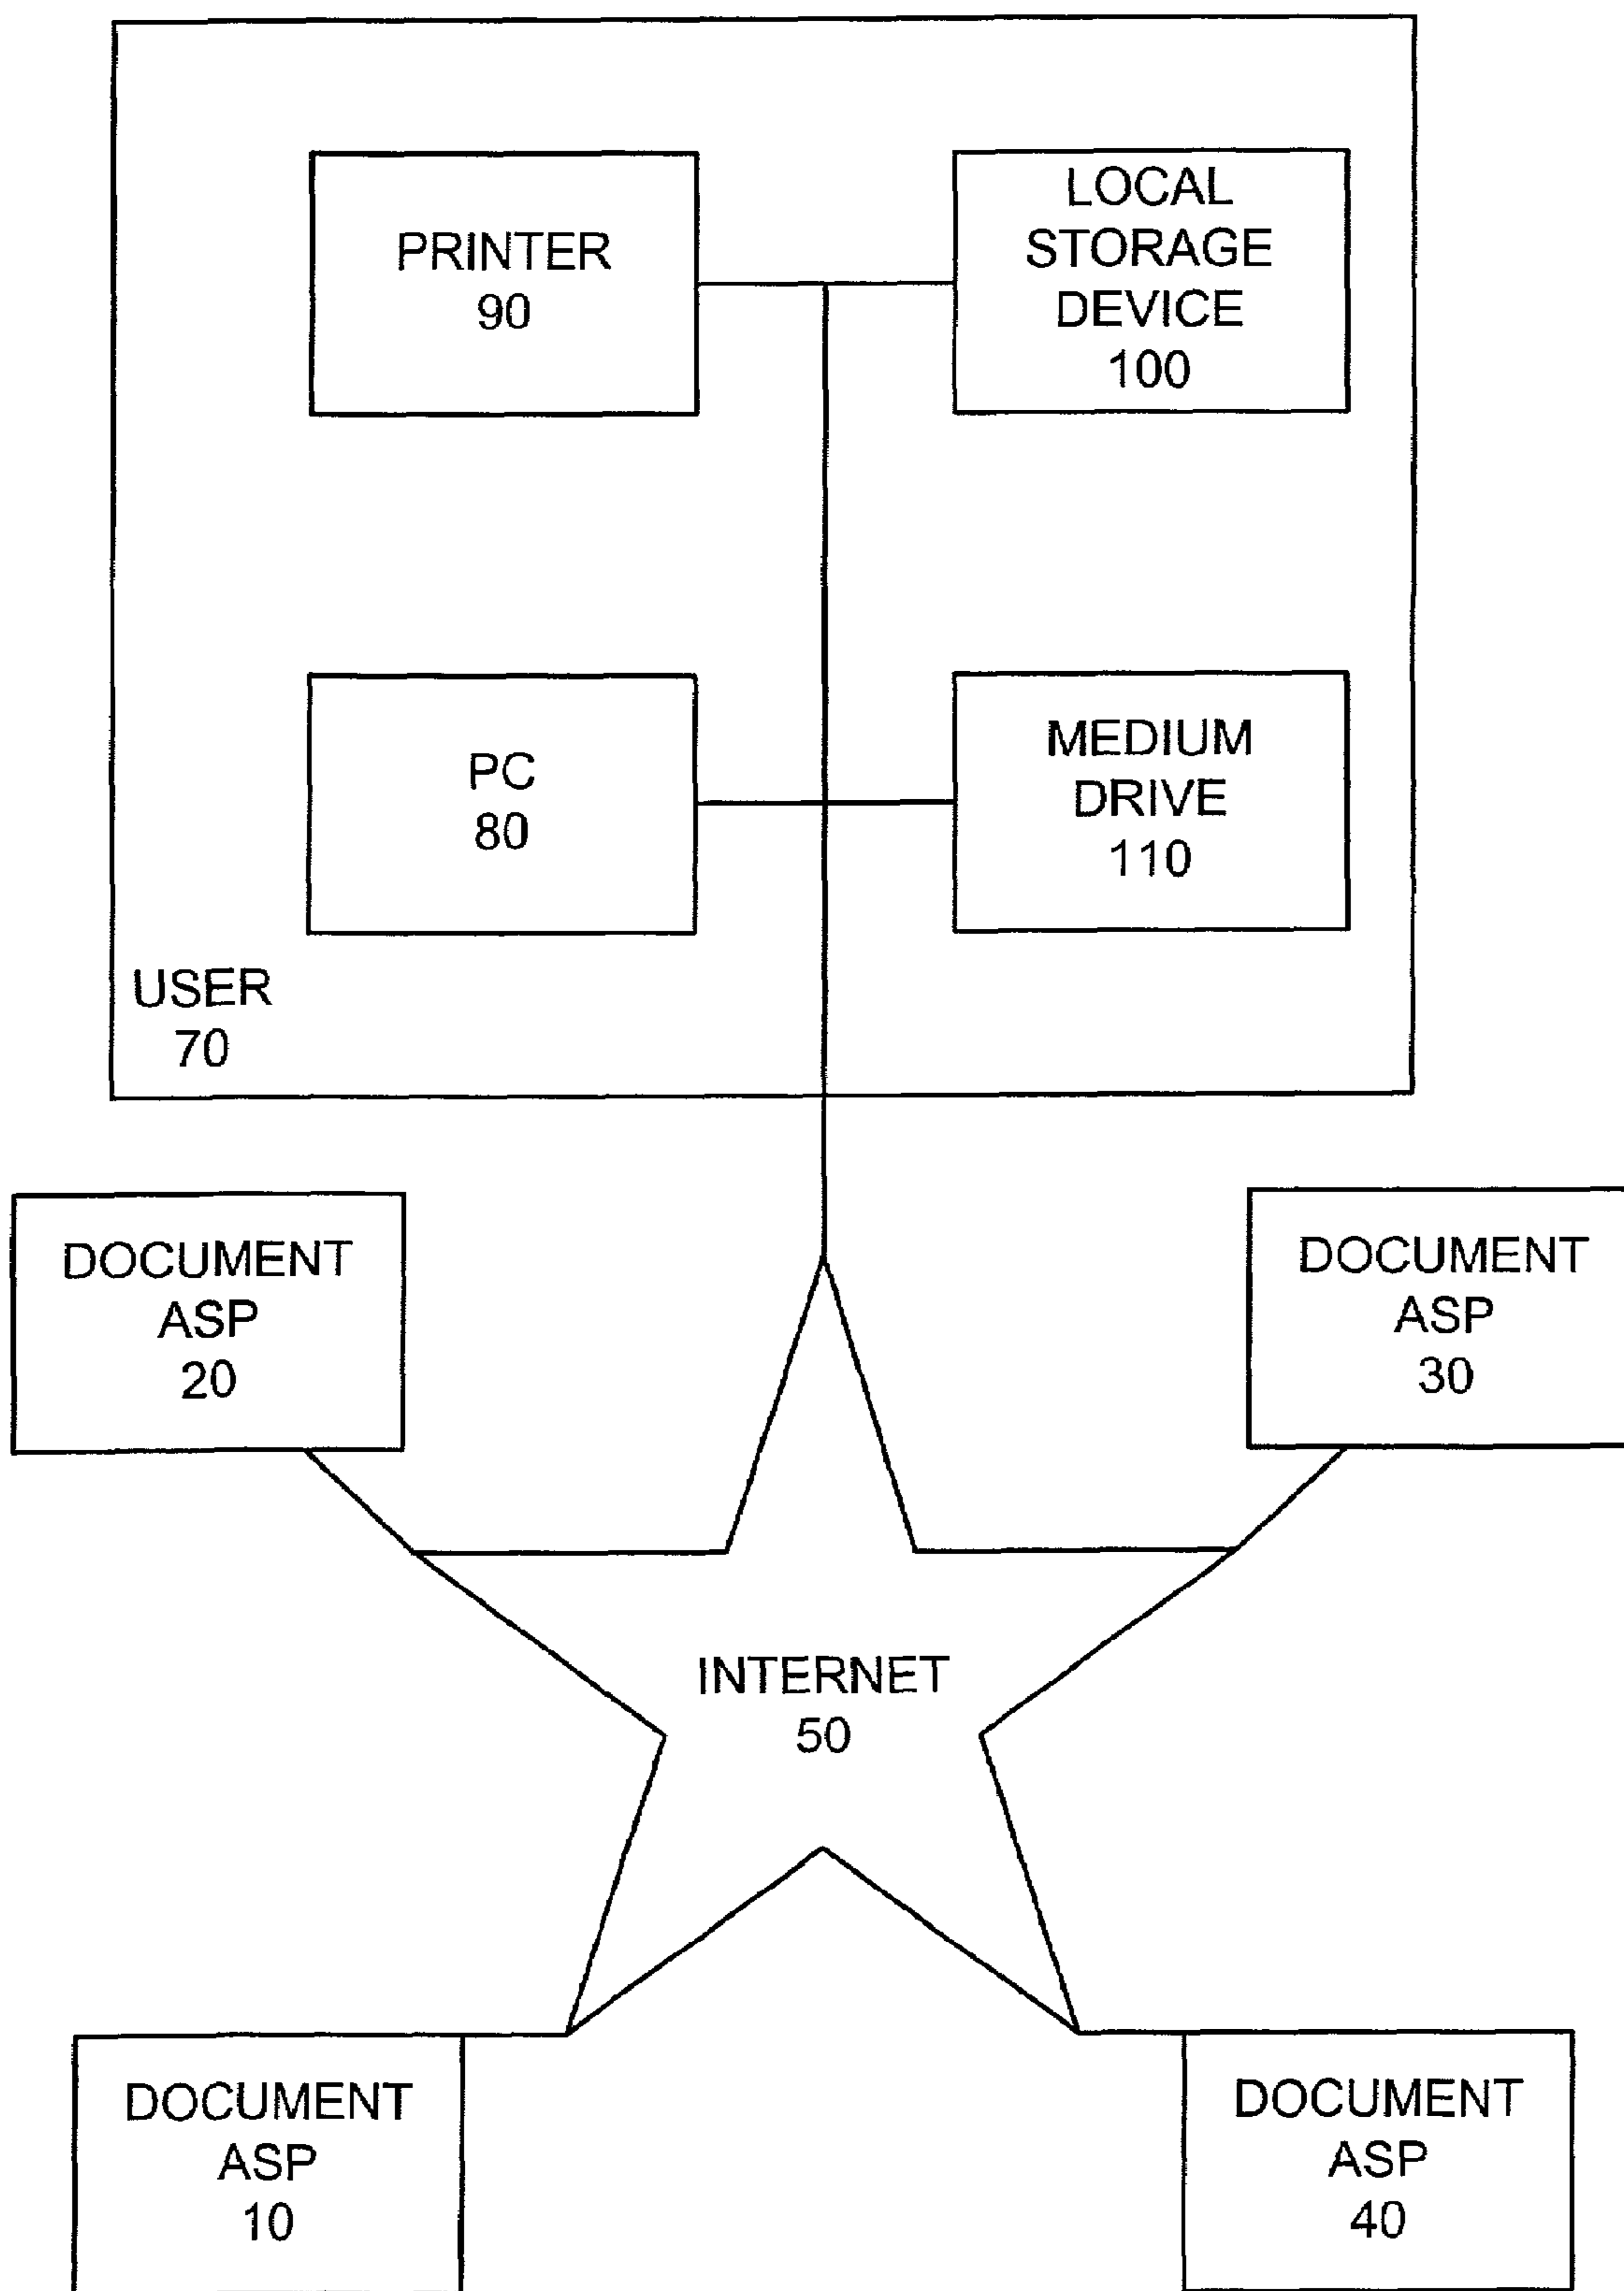 PRINTER
90
LOCAL
STORAGE
DEVICE
100
PC
80
MEDIUM
DRIVE
110
USER
70
DOCUMENT
ASP
20
DOCUMENT
ASP
30
INTERNET
50
DOCUMENT
ASP
10
DOCUMENT
ASP
40